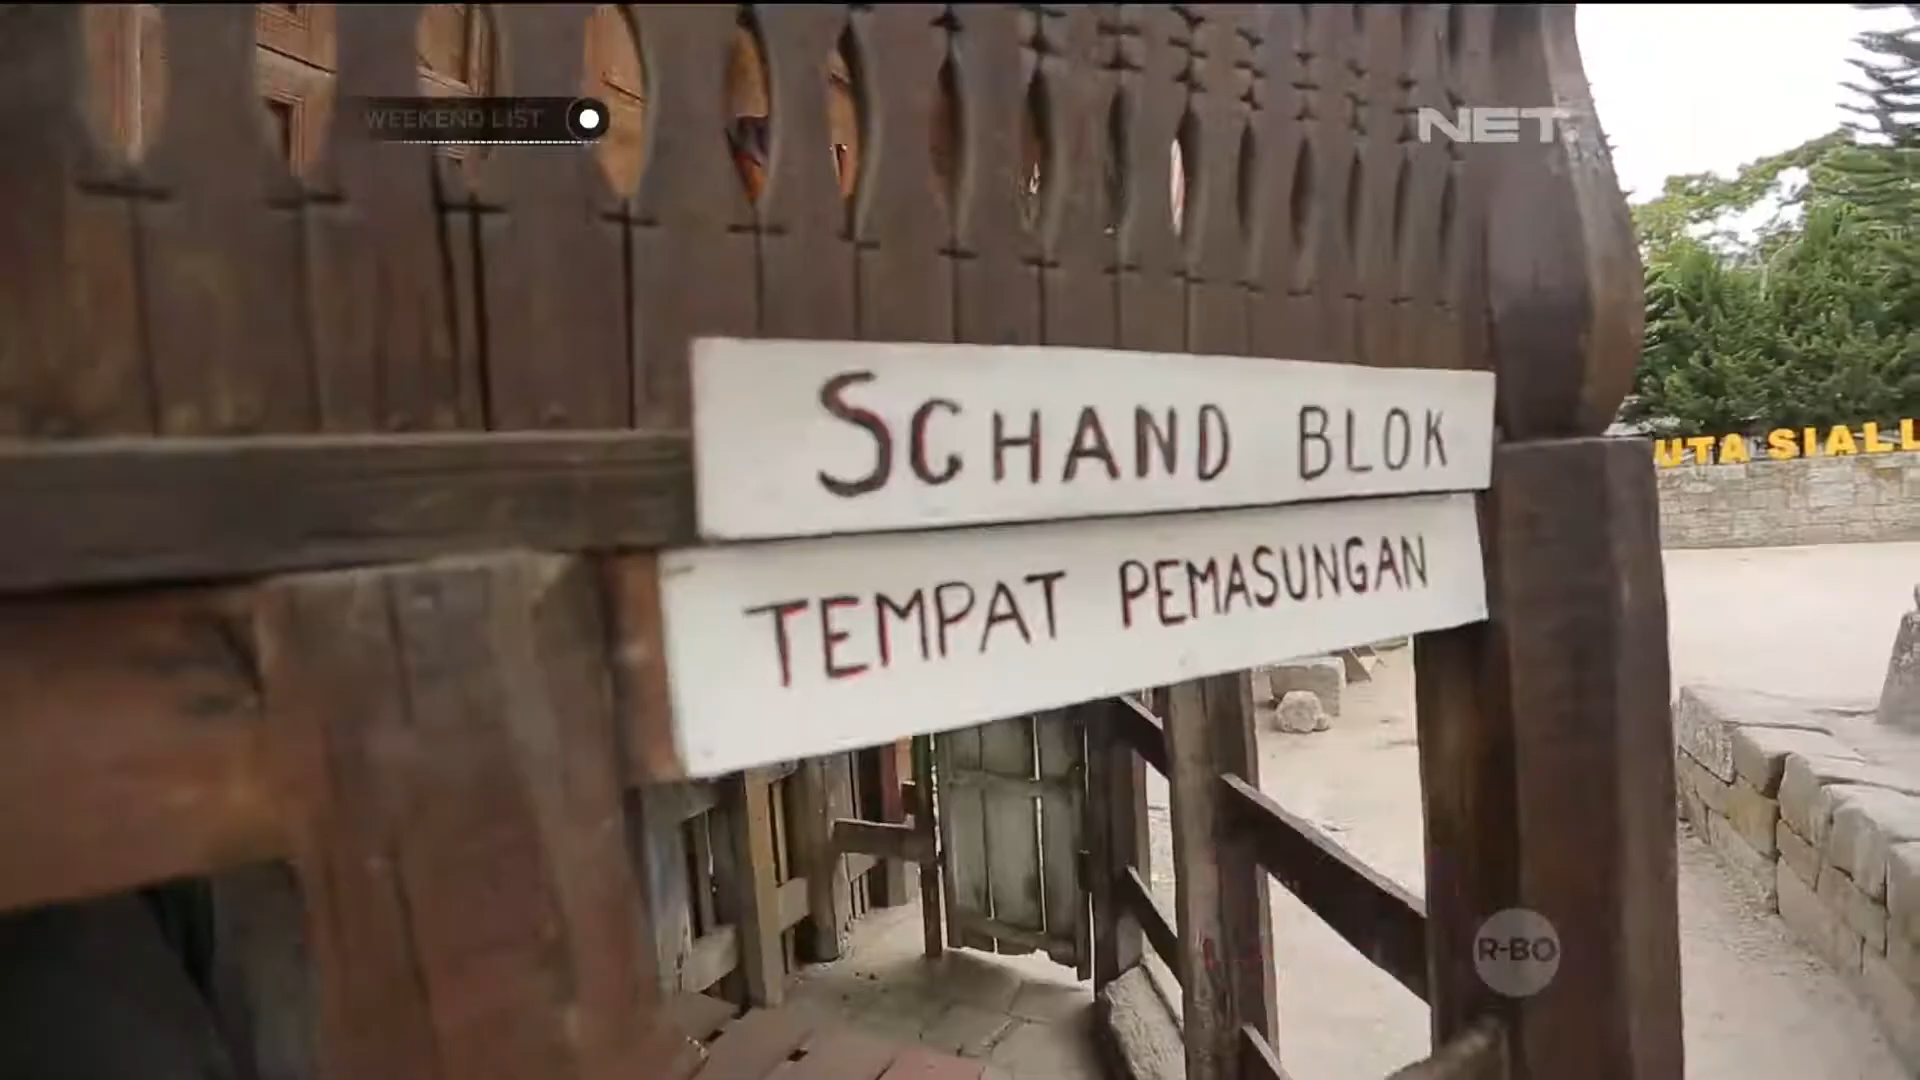 WEEKEND LIST
NET
SCHAND BLOK
TEMPAT PEMASUNGAN
UTA SIALL
R-BO